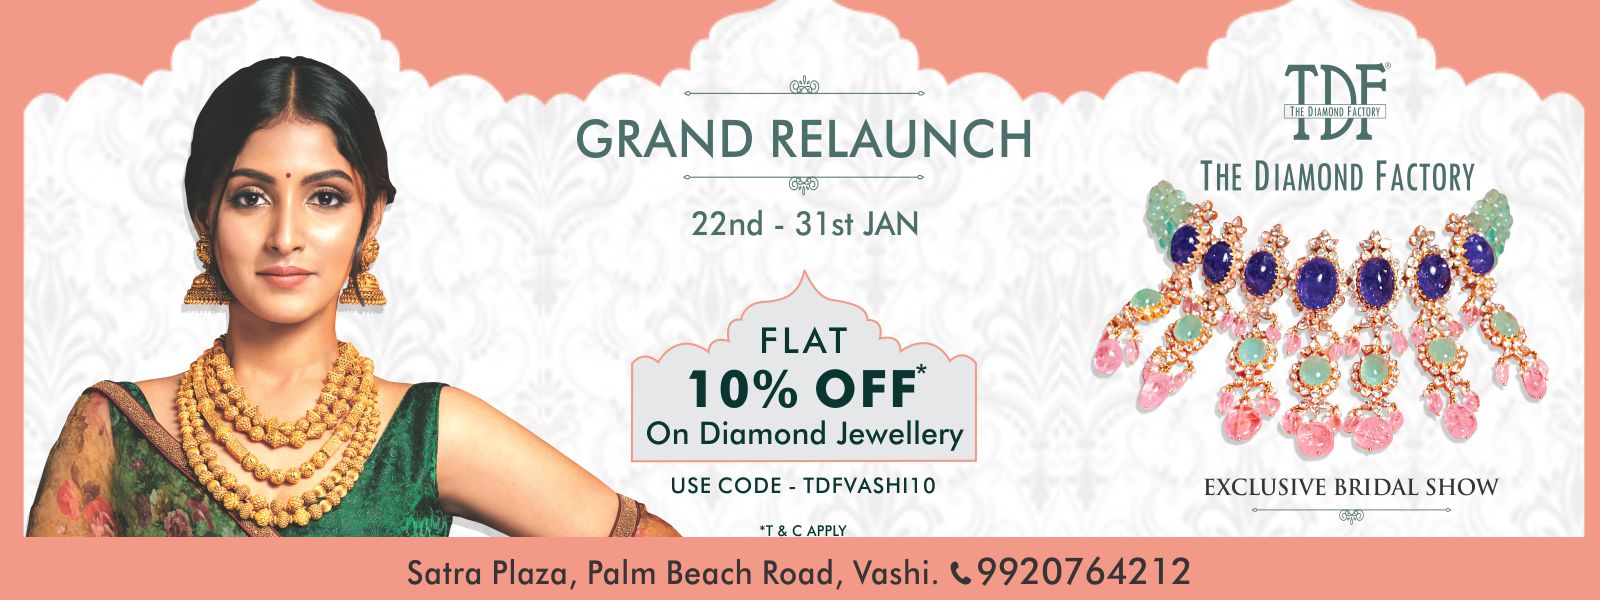 GRAND RELAUNCH
22nd - 31st JAN
FLAT
10% OFF*
On Diamond Jewellery
USE CODE - TDFVASHI10
*T & C APPLY
TDF®
THE DIAMOND FACTORY
THE DIAMOND FACTORY
EXCLUSIVE BRIDAL SHOW
Satra Plaza, Palm Beach Road, Vashi. 9920764212